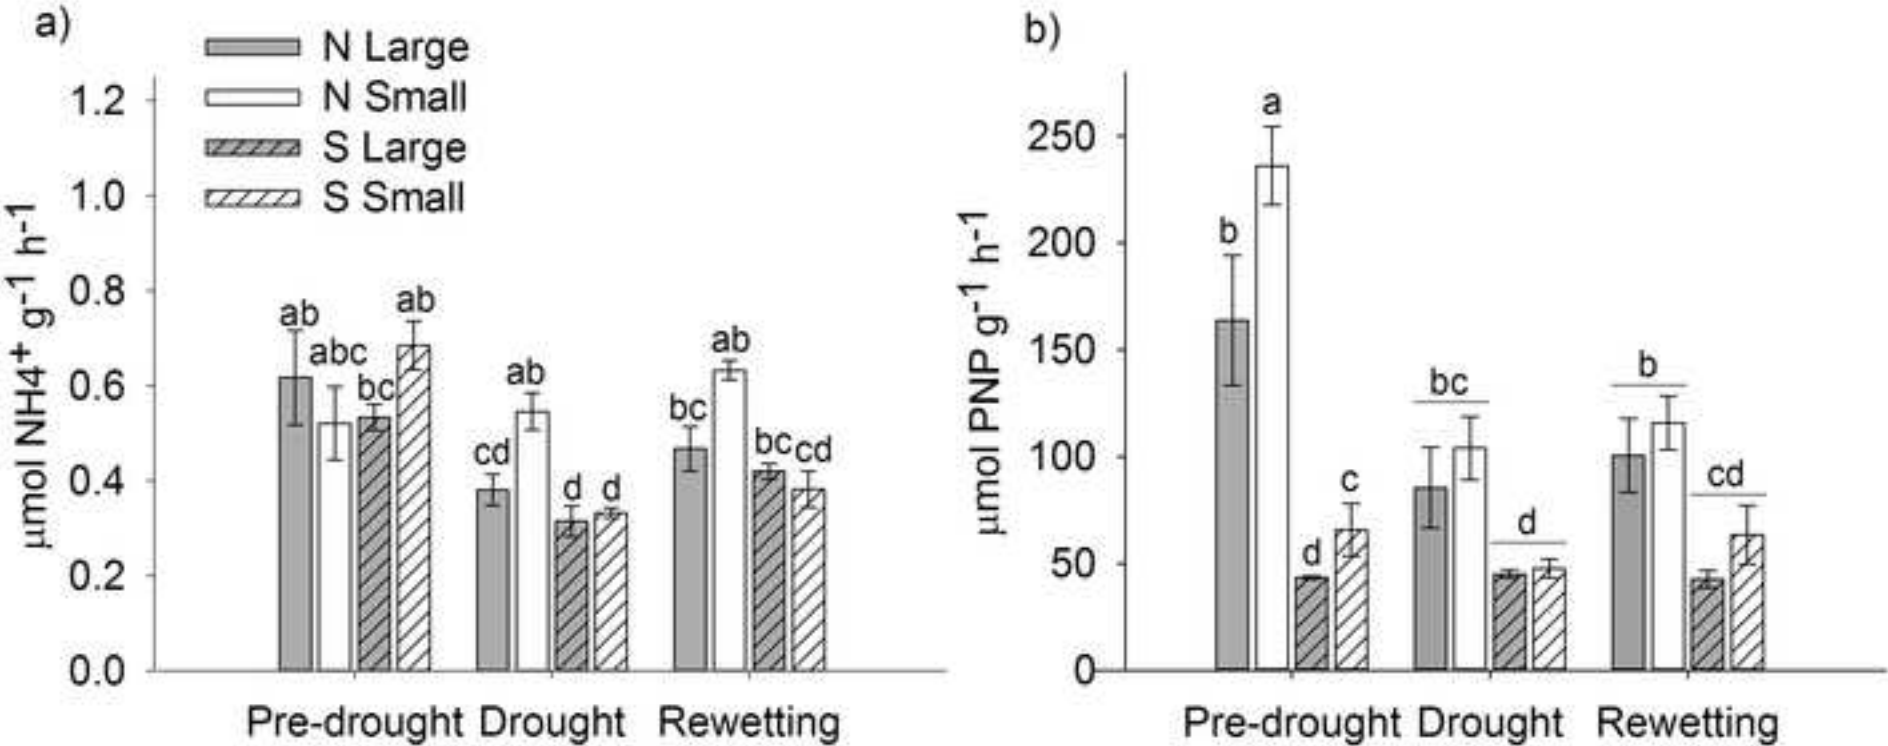 a)
N Large
N Small
S Large
S Small
μmol NH4+ g-1 h-1
1.2
1.0
0.8
0.6
0.4
0.2
0.0
ab
abc
bc
ab
cd
ab
d
d
bc
ab
bc
cd
Pre-drought
Drought
Rewetting
b)
μmol PNP g-1 h-1
250
200
150
100
50
0
b
a
d
c
bc
d
b
cd
Pre-drought
Drought
Rewetting